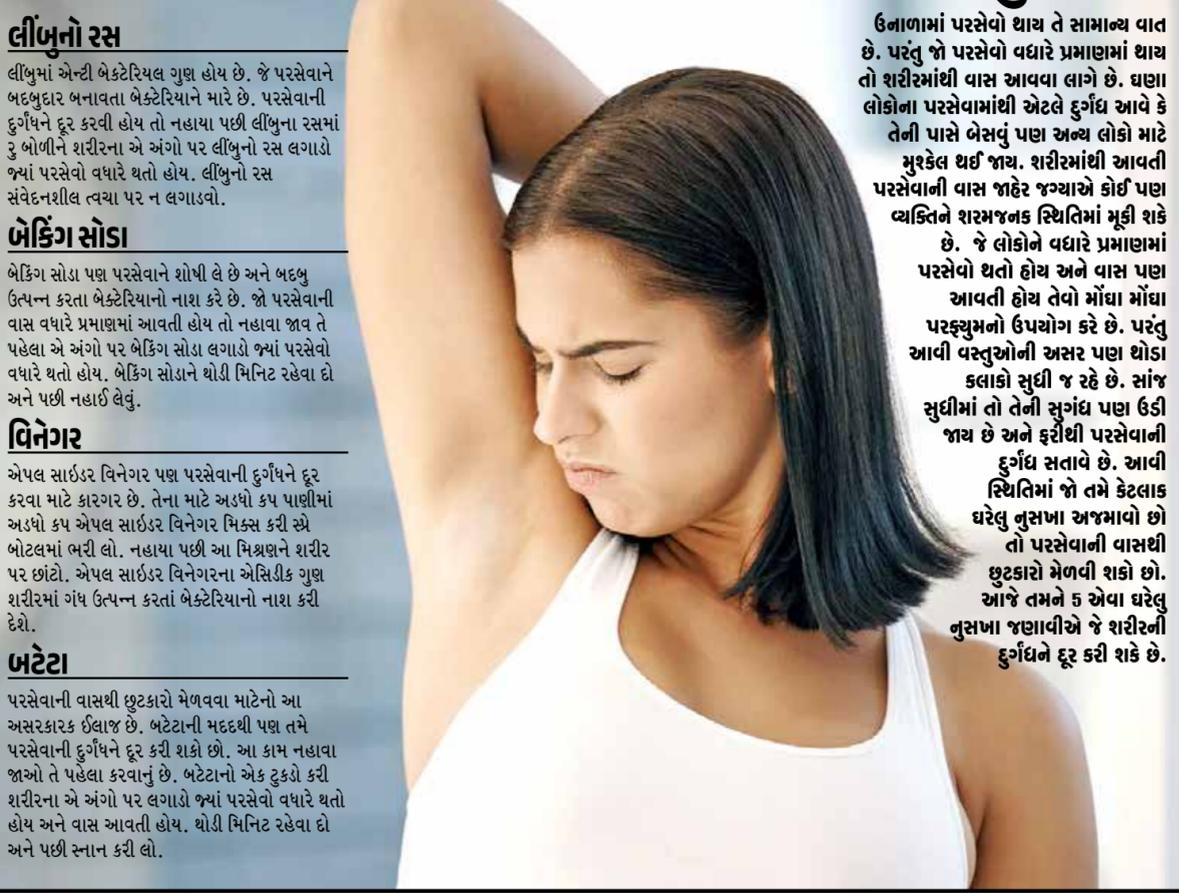 લીંબુનો રસ
લીંબુમાં એન્ટી બેકટેરિયલ ગુણ હોય છે. જે પરસેવાને
બદબુદાર બનાવતા બેક્ટેરિયાને મારે છે. પરસેવાની
દુર્ગંધને દૂર કરવી હોય તો નહાયા પછી લીંબુના રસમાં
રુ બોળીને શરીરના એ અંગો પર લીંબુનો રસ લગાડો
જ્યાં પરસેવો વધારે થતો હોય. લીંબુનો રસ
સંવેદનશીલ ત્વચા પર ન લગાડવો.
બેકિંગ સોડા
બેકિંગ સોડા પણ પરસેવાને શોષી લે છે અને બદબુ
ઉત્પન્ન કરતા બેક્ટેરિયાનો નાશ કરે છે. જો પરસેવાની
વાસ વધારે પ્રમાણમાં આવતી હોય તો નહાવા જાવ તે
પહેલા એ અંગો પર બેકિંગ સોડા લગાડો જ્યાં પરસેવો
વધારે થતો હોય. બેકિંગ સોડાને થોડી મિનિટ રહેવા દો
અને પછી નહાઈ લેવું.
વિનેગર
એપલ સાઇડર વિનેગર પણ પરસેવાની દુર્ગંધને દૂર
કરવા માટે કારગર છે. તેના માટે અડધો કપ પાણીમાં
અડધો કપ એપલ સાઇડર વિનેગર મિક્સ કરી સ્પ્રે
બોટલમાં ભરી લો. નહાયા પછી આ મિશ્રણને શરીર
પર છાંટો. એપલ સાઇડર વિનેગરના એસિડીક ગુણ
શરીરમાં ગંધ ઉત્પન્ન કરતાં બેક્ટેરિયાનો નાશ કરી
દેશે.
બટેટા
પરસેવાની વાસથી છુટકારો મેળવવા માટેનો આ
અસરકારક ઈલાજ છે. બટેટાની મદદથી પણ તમે
પરસેવાની દુર્ગંધને દૂર કરી શકો છો. આ કામ નહાવા
જાઓ તે પહેલા કરવાનું છે. બટેટાનો એક ટુકડો કરી
શરીરના એ અંગો પર લગાડો જ્યાં પરસેવો વધારે થતો
હોય અને વાસ આવતી હોય. થોડી મિનિટ રહેવા દો
અને પછી સ્નાન કરી લો.
ઉનાળામાં પરસેવો થાય તે સામાન્ય વાત
છે. પરંતુ જો પરસેવો વધારે પ્રમાણમાં થાય
તો શરીરમાંથી વાસ આવવા લાગે છે. ઘણા
લોકોના પરસેવામાંથી એટલે દુર્ગંધ આવે કે
તેની પાસે બેસવું પણ અન્ય લોકો માટે
મુશ્કેલ થઈ જાય. શરીરમાંથી આવતી
પરસેવાની વાસ જાહેર જગ્યાએ કોઈ પણ
વ્યક્તિને શરમજનક સ્થિતિમાં મૂકી શકે
છે. જે લોકોને વધારે પ્રમાણમાં
પરસેવો થતો હોય અને વાસ પણ
આવતી હોય તેવો મોંઘા મોંઘા
પરફ્યુમનો ઉપયોગ કરે છે. પરંતુ
આવી વસ્તુઓની અસર પણ થોડા
કલાકો સુધી જ રહે છે. સાંજ
સુધીમાં તો તેની સુગંધ પણ ઉડી
જાય છે અને ફરીથી પરસેવાની
દુર્ગંધ સતાવે છે. આવી
સ્થિતિમાં જો તમે કેટલાક
ઘરેલુ નુસખા અજમાવો છો
તો પરસેવાની વાસથી
છુટકારો મેળવી શકો છો.
આજે તમને 5 એવા ઘરેલુ
નુસખા જણાવીએ જે શરીરની
દુર્ગંધને દૂર કરી શકે છે.